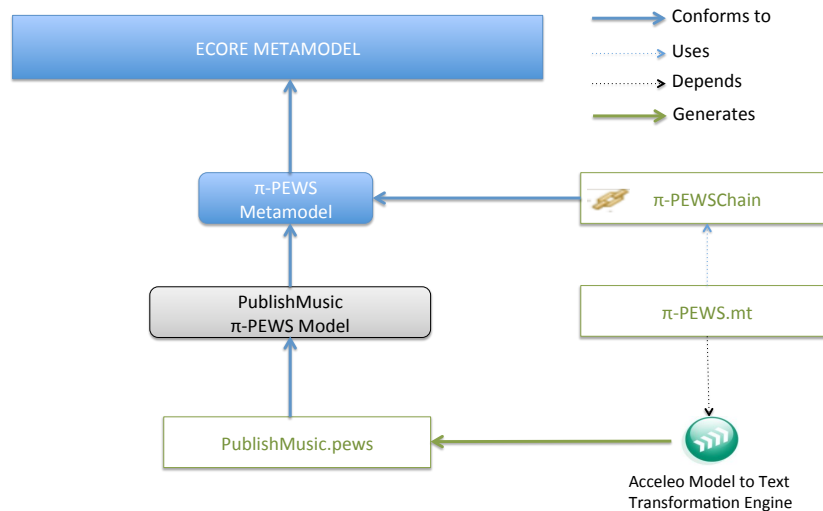 ECORE METAMODEL
Conforms to
Uses
Depends
Generates
π-PEWS
Metamodel
π-PEWSChain
PublishMusic
π-PEWS Model
π-PEWS.mt
PublishMusic.pews
Acceleo Model to Text
Transformation Engine